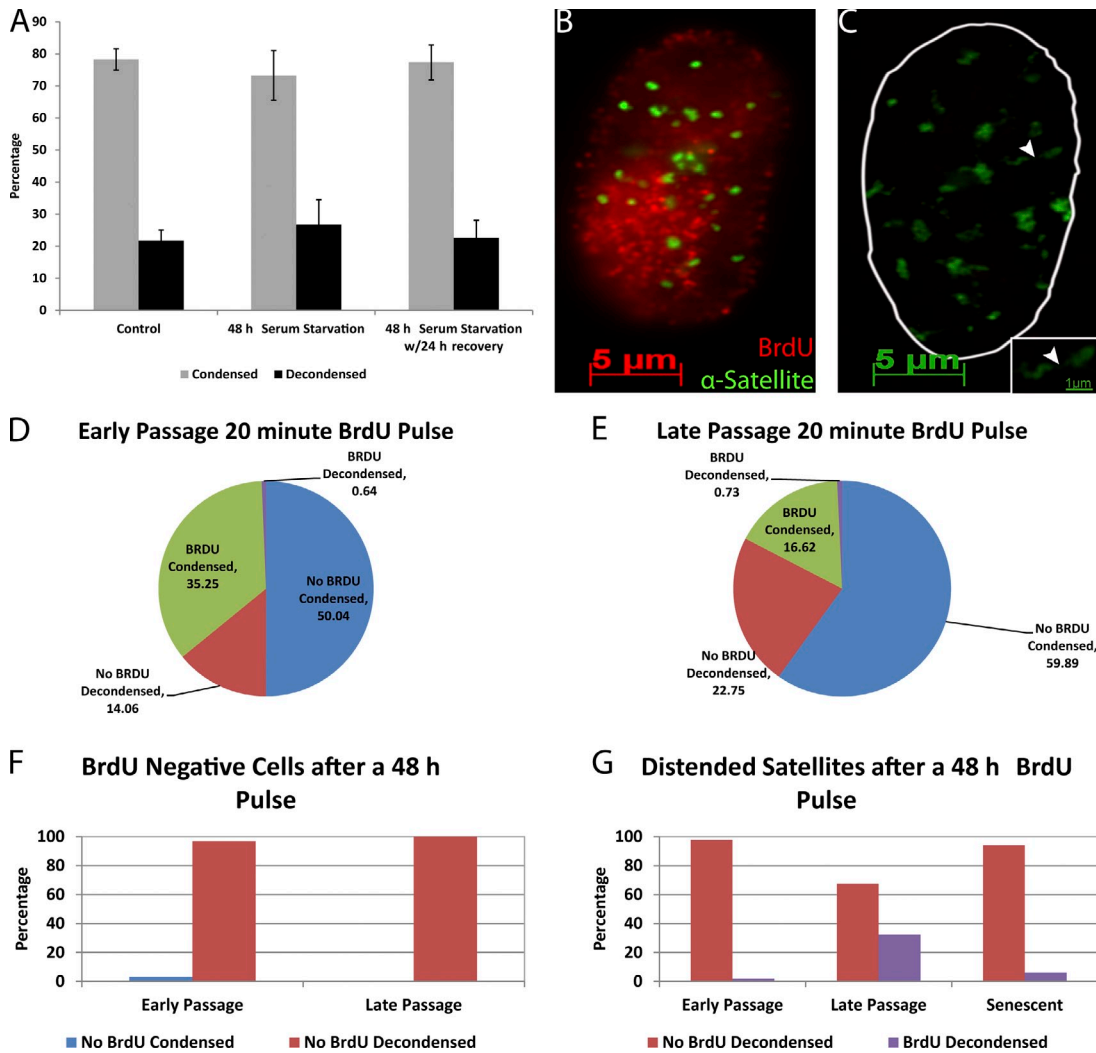 A
90
80
70
60
50
40
30
20
10
0
Percentage
Control
48 h Serum Starvation
48 h Serum Starvation
w/24 h recovery
Condensed
Decondensed
B
5 µm
BrdU
α-Satellite
C
5 µm
1µm
D Early Passage 20 minute BrdU Pulse
BRDU
Decondensed,
0.64
BRDU
Condensed,
35.25
No BRDU
Condensed,
50.04
No BRDU
Decondensed,
14.06
E Late Passage 20 minute BrdU Pulse
BRDU
Decondensed,
0.73
BRDU
Condensed,
16.62
No BRDU
Condensed,
59.89
No BRDU
Decondensed,
22.75
F BrdU Negative Cells after a 48 h
Pulse
100
80
60
40
20
0
Percentage
Early Passage
Late Passage
No BrdU Condensed
No BrdU Decondensed
G Distended Satellites after a 48 h BrdU
Pulse
100
80
60
40
20
0
Percentage
Early Passage
Late Passage
Senescent
No BrdU Decondensed
BrdU Decondensed